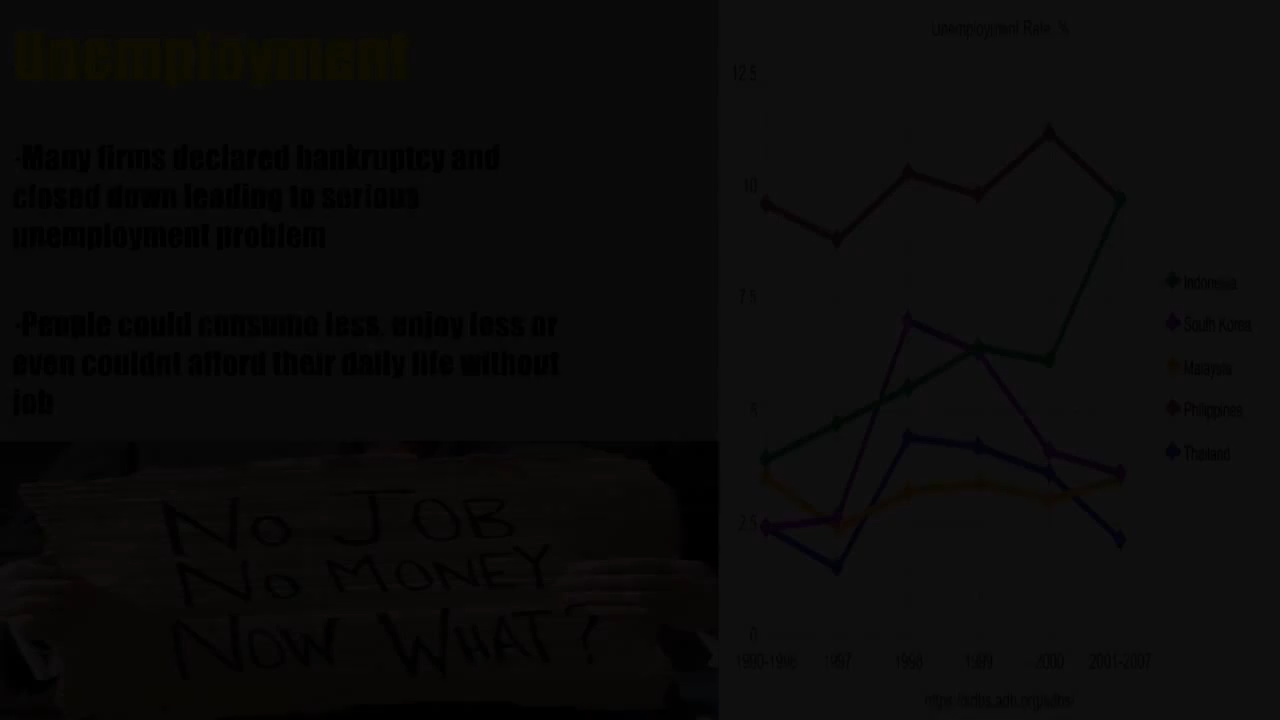 Unemployment
·Many firms declared bankruptcy and
closed down leading to serious
unemployment problem
·People could consume less, enjoy less or
even couldnt afford their daily life without
job
NO JOB
NO MONEY
NOW WHAT?
Unemployment Rate, %
12.5
10
7.5
5
2.5
0
1990-1996 1997 1998 1999 2000 2001-2007
Indonesia
South Korea
Malaysia
Philippines
Thailand